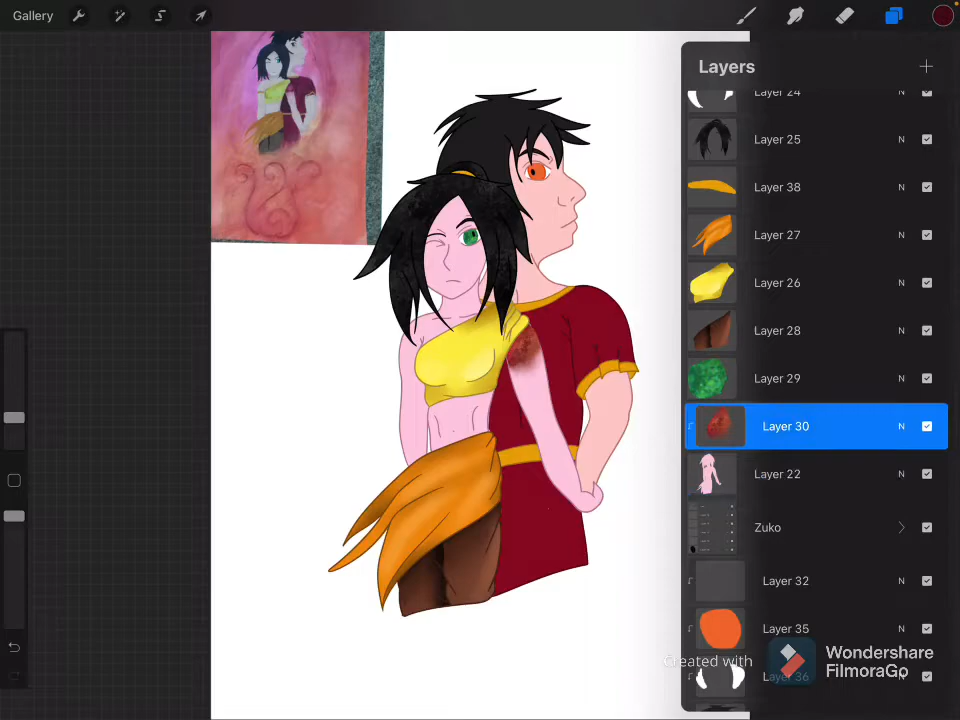 Gallery
Layers
Layer 24 N
Layer 25 N
Layer 38 N
Layer 27 N
Layer 26 N
Layer 28 N
Layer 29 N
Layer 30 N
Layer 22 N
Zuko
Layer 32 N
Layer 35 N
Layer 36 N
Created with
Wondershare
FilmoraGo